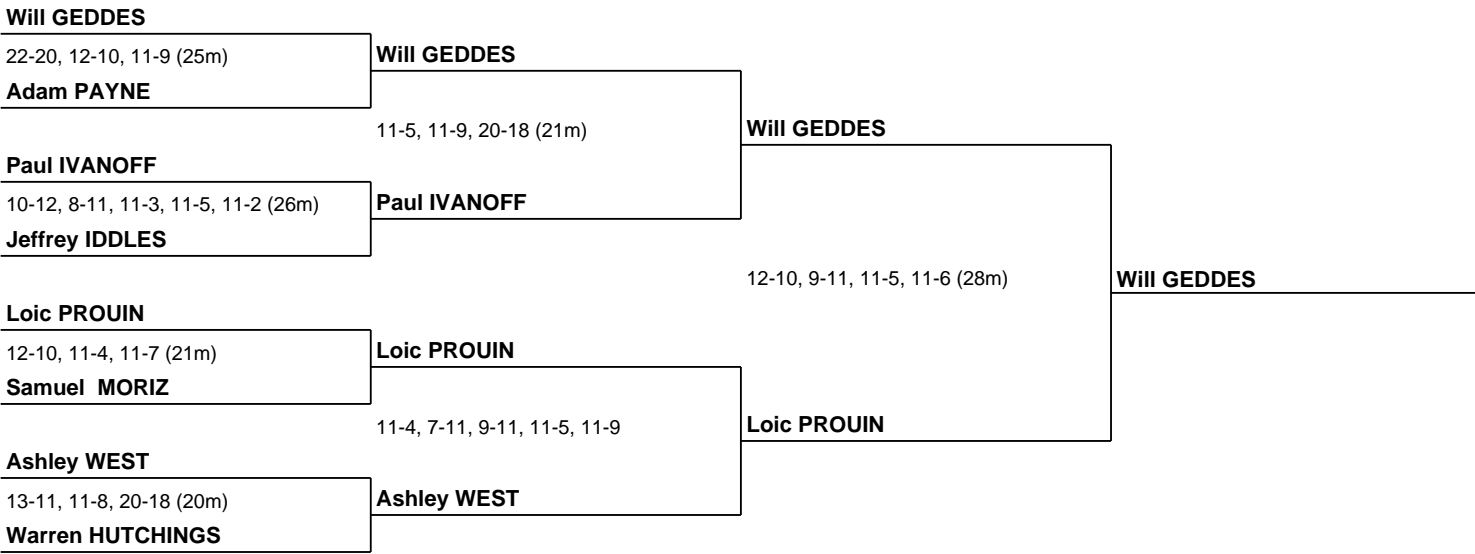 Will GEDDES
22-20, 12-10, 11-9 (25m)
Will GEDDES
Adam PAYNE
11-5, 11-9, 20-18 (21m)
Will GEDDES
Paul IVANOFF
10-12, 8-11, 11-3, 11-5, 11-2 (26m)
Paul IVANOFF
Jeffrey IDDLES
12-10, 9-11, 11-5, 11-6 (28m)
Will GEDDES
Loic PROUIN
12-10, 11-4, 11-7 (21m)
Loic PROUIN
Samuel  MORIZ
11-4, 7-11, 9-11, 11-5, 11-9
Loic PROUIN
Ashley WEST
13-11, 11-8, 20-18 (20m)
Ashley WEST
Warren HUTCHINGS